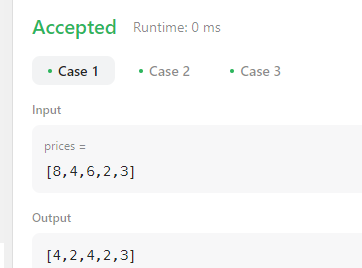 Accepted Runtime: 0 ms
Case 1 Case 2 Case 3
Input
prices =
[8,4,6,2,3]
Output
[4,2,4,2,3]